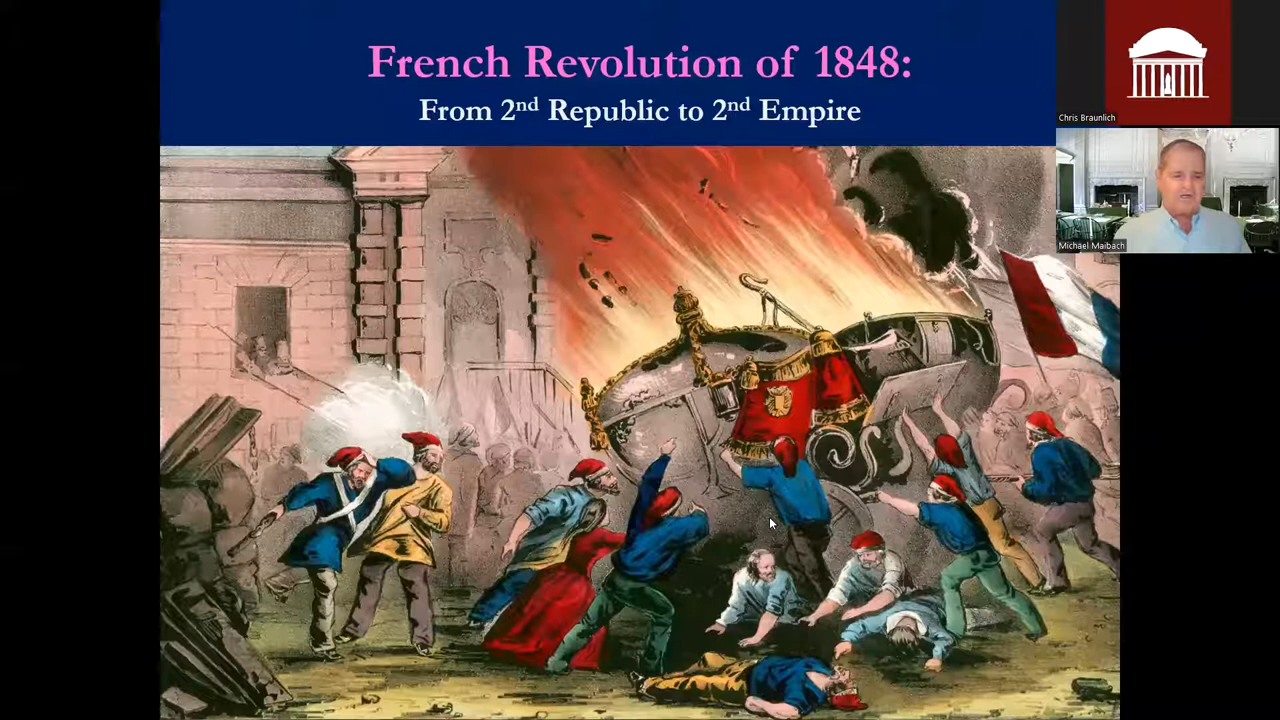 French Revolution of 1848:
From 2nd Republic to 2nd Empire
Chris Braunlich
Michael Maibach